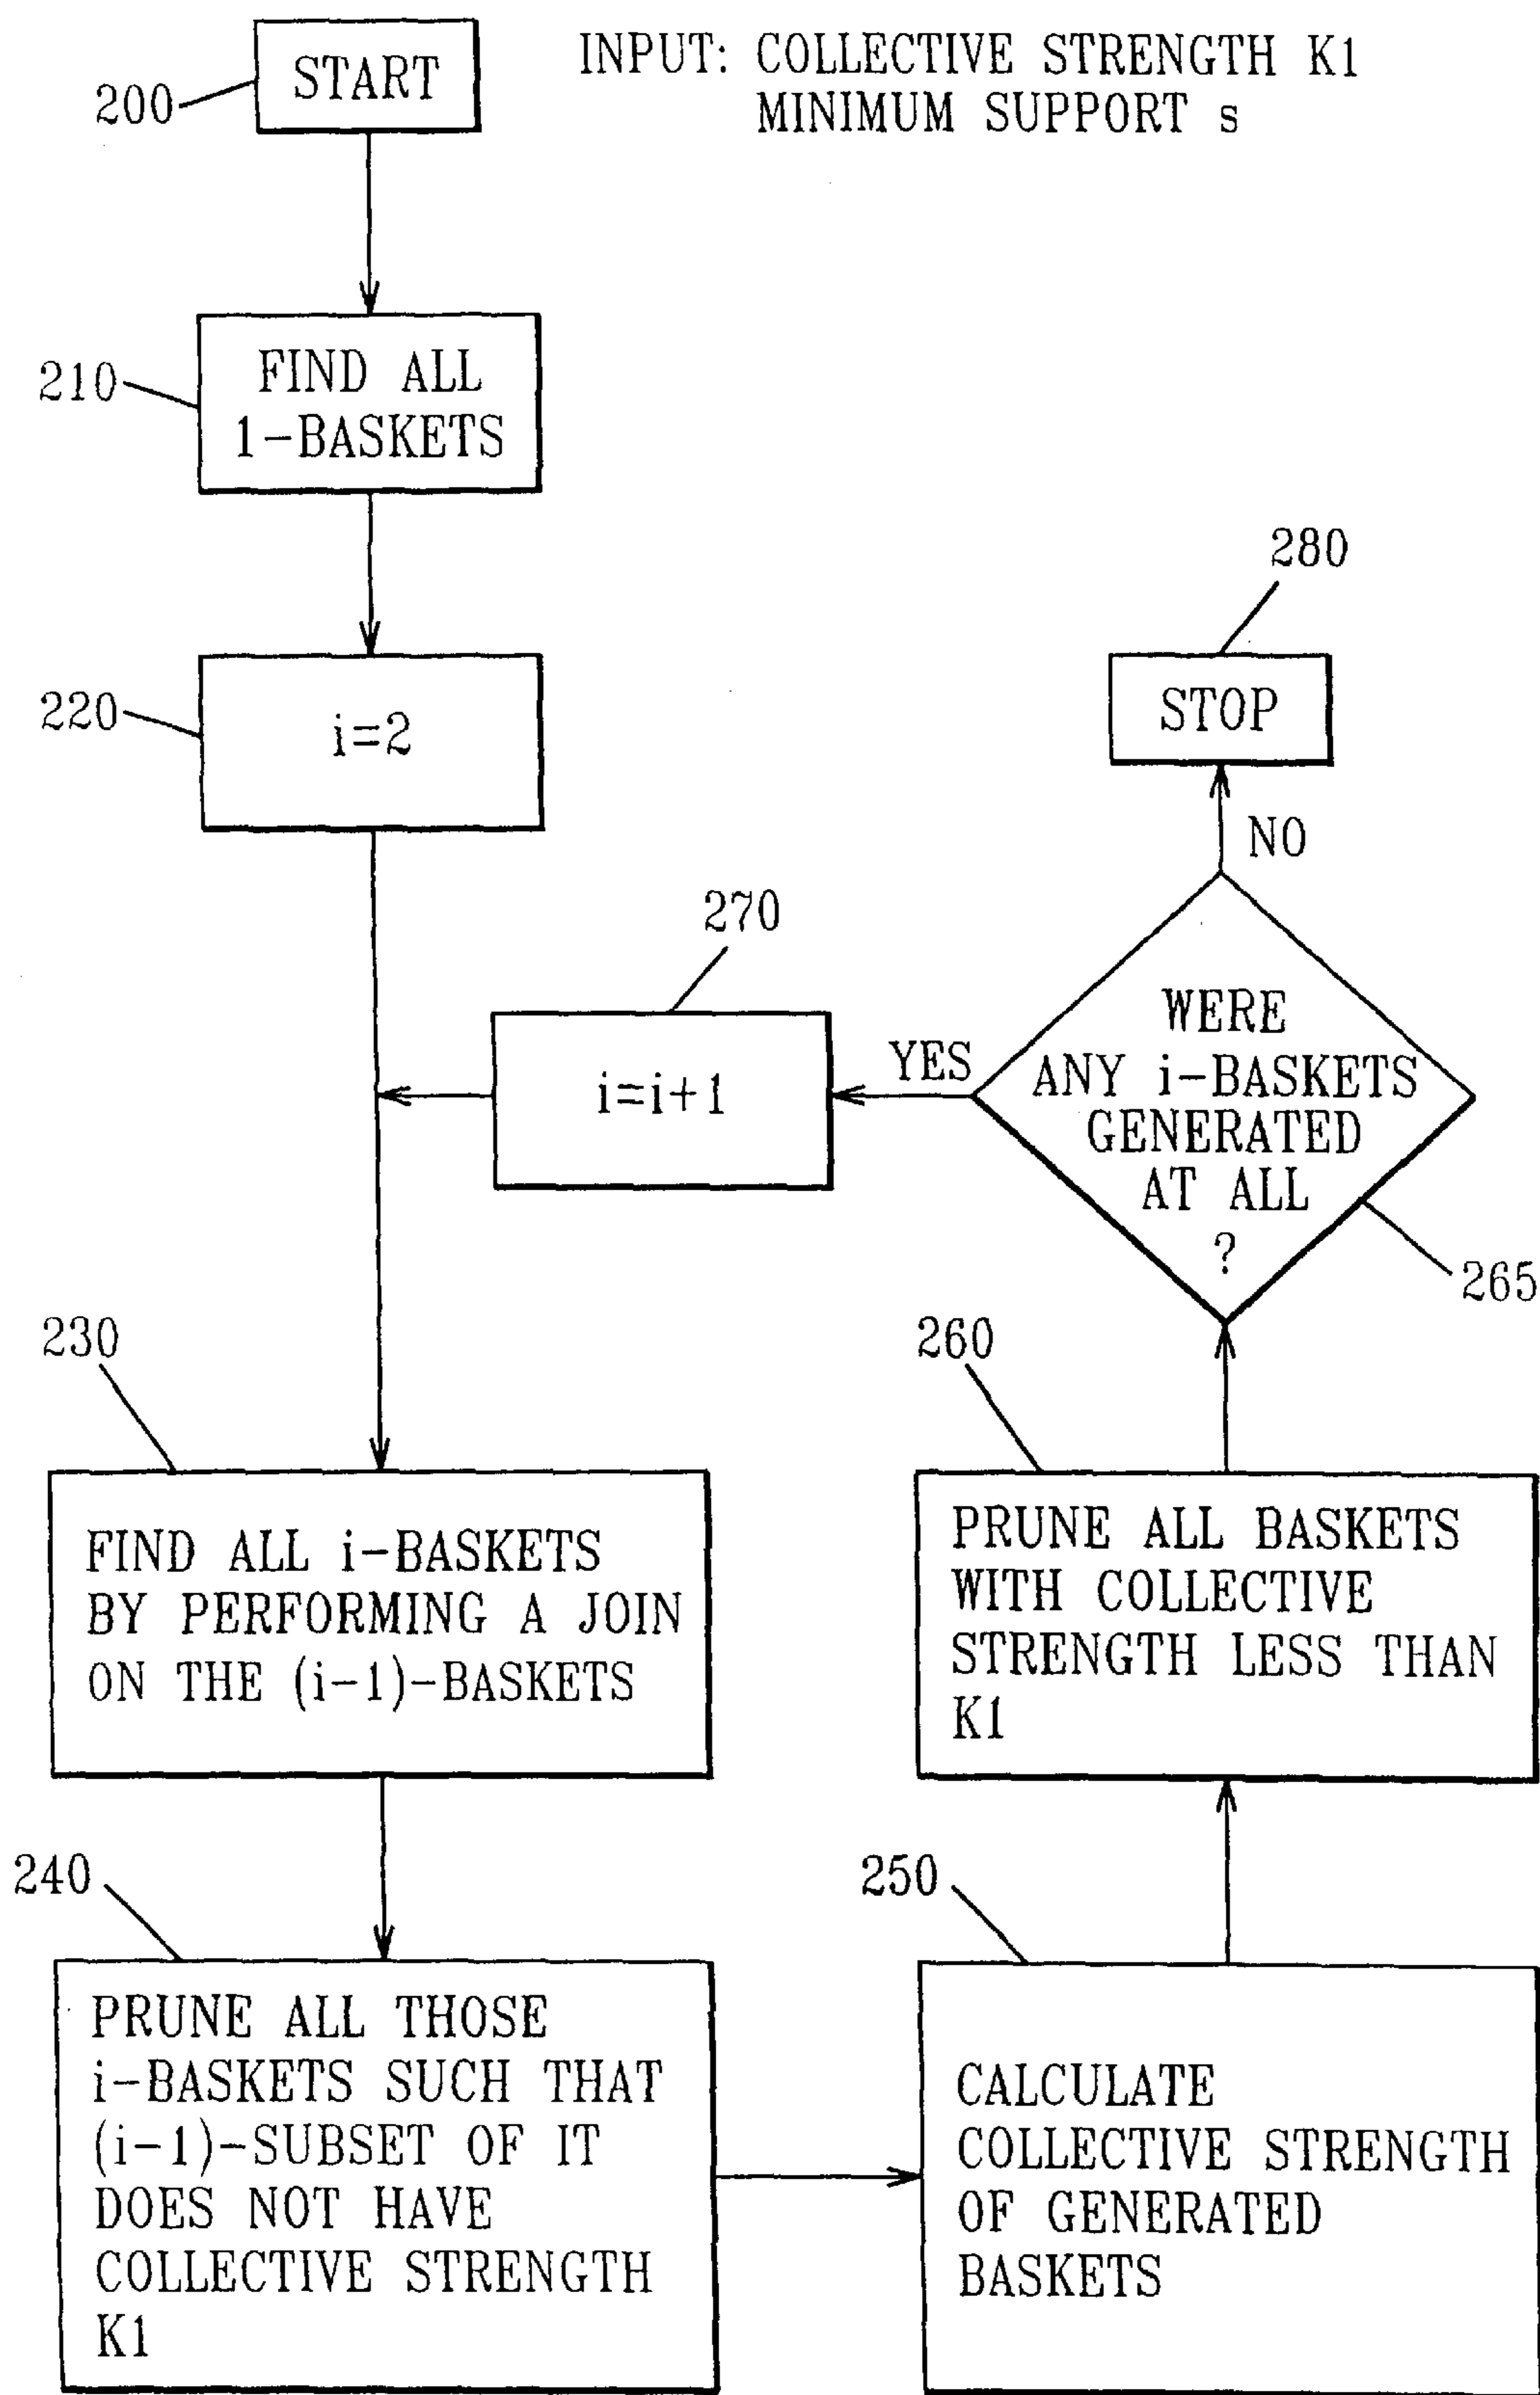 INPUT: COLLECTIVE STRENGTH K1
MINIMUM SUPPORT s
200
START
210
FIND ALL
1-BASKETS
220
i=2
280
STOP
NO
270
i=i+1
YES
WERE
ANY i-BASKETS
GENERATED
AT ALL
?
265
230
FIND ALL i-BASKETS
BY PERFORMING A JOIN
ON THE (i-1)-BASKETS
240
PRUNE ALL THOSE
i-BASKETS SUCH THAT
(i-1)-SUBSET OF IT
DOES NOT HAVE
COLLECTIVE STRENGTH
K1
250
CALCULATE
COLLECTIVE STRENGTH
OF GENERATED
BASKETS
260
PRUNE ALL BASKETS
WITH COLLECTIVE
STRENGTH LESS THAN
K1